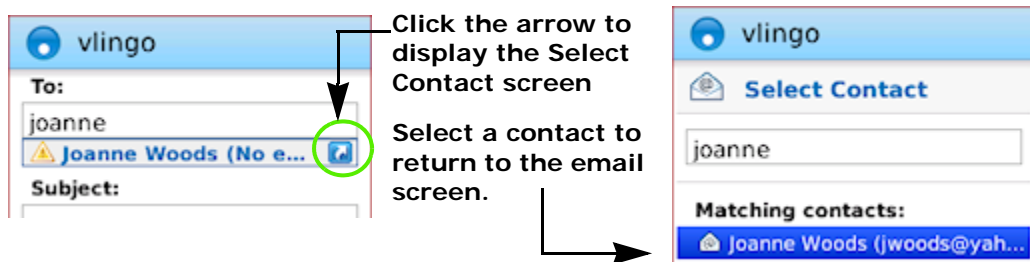 vlingo
To:
joanne
Joanne Woods (No e...
Subject:
Click the arrow to
display the Select
Contact screen
Select a contact to
return to the email
screen.
vlingo
Select Contact
joanne
Matching contacts:
Joanne Woods (jwoods@yah...